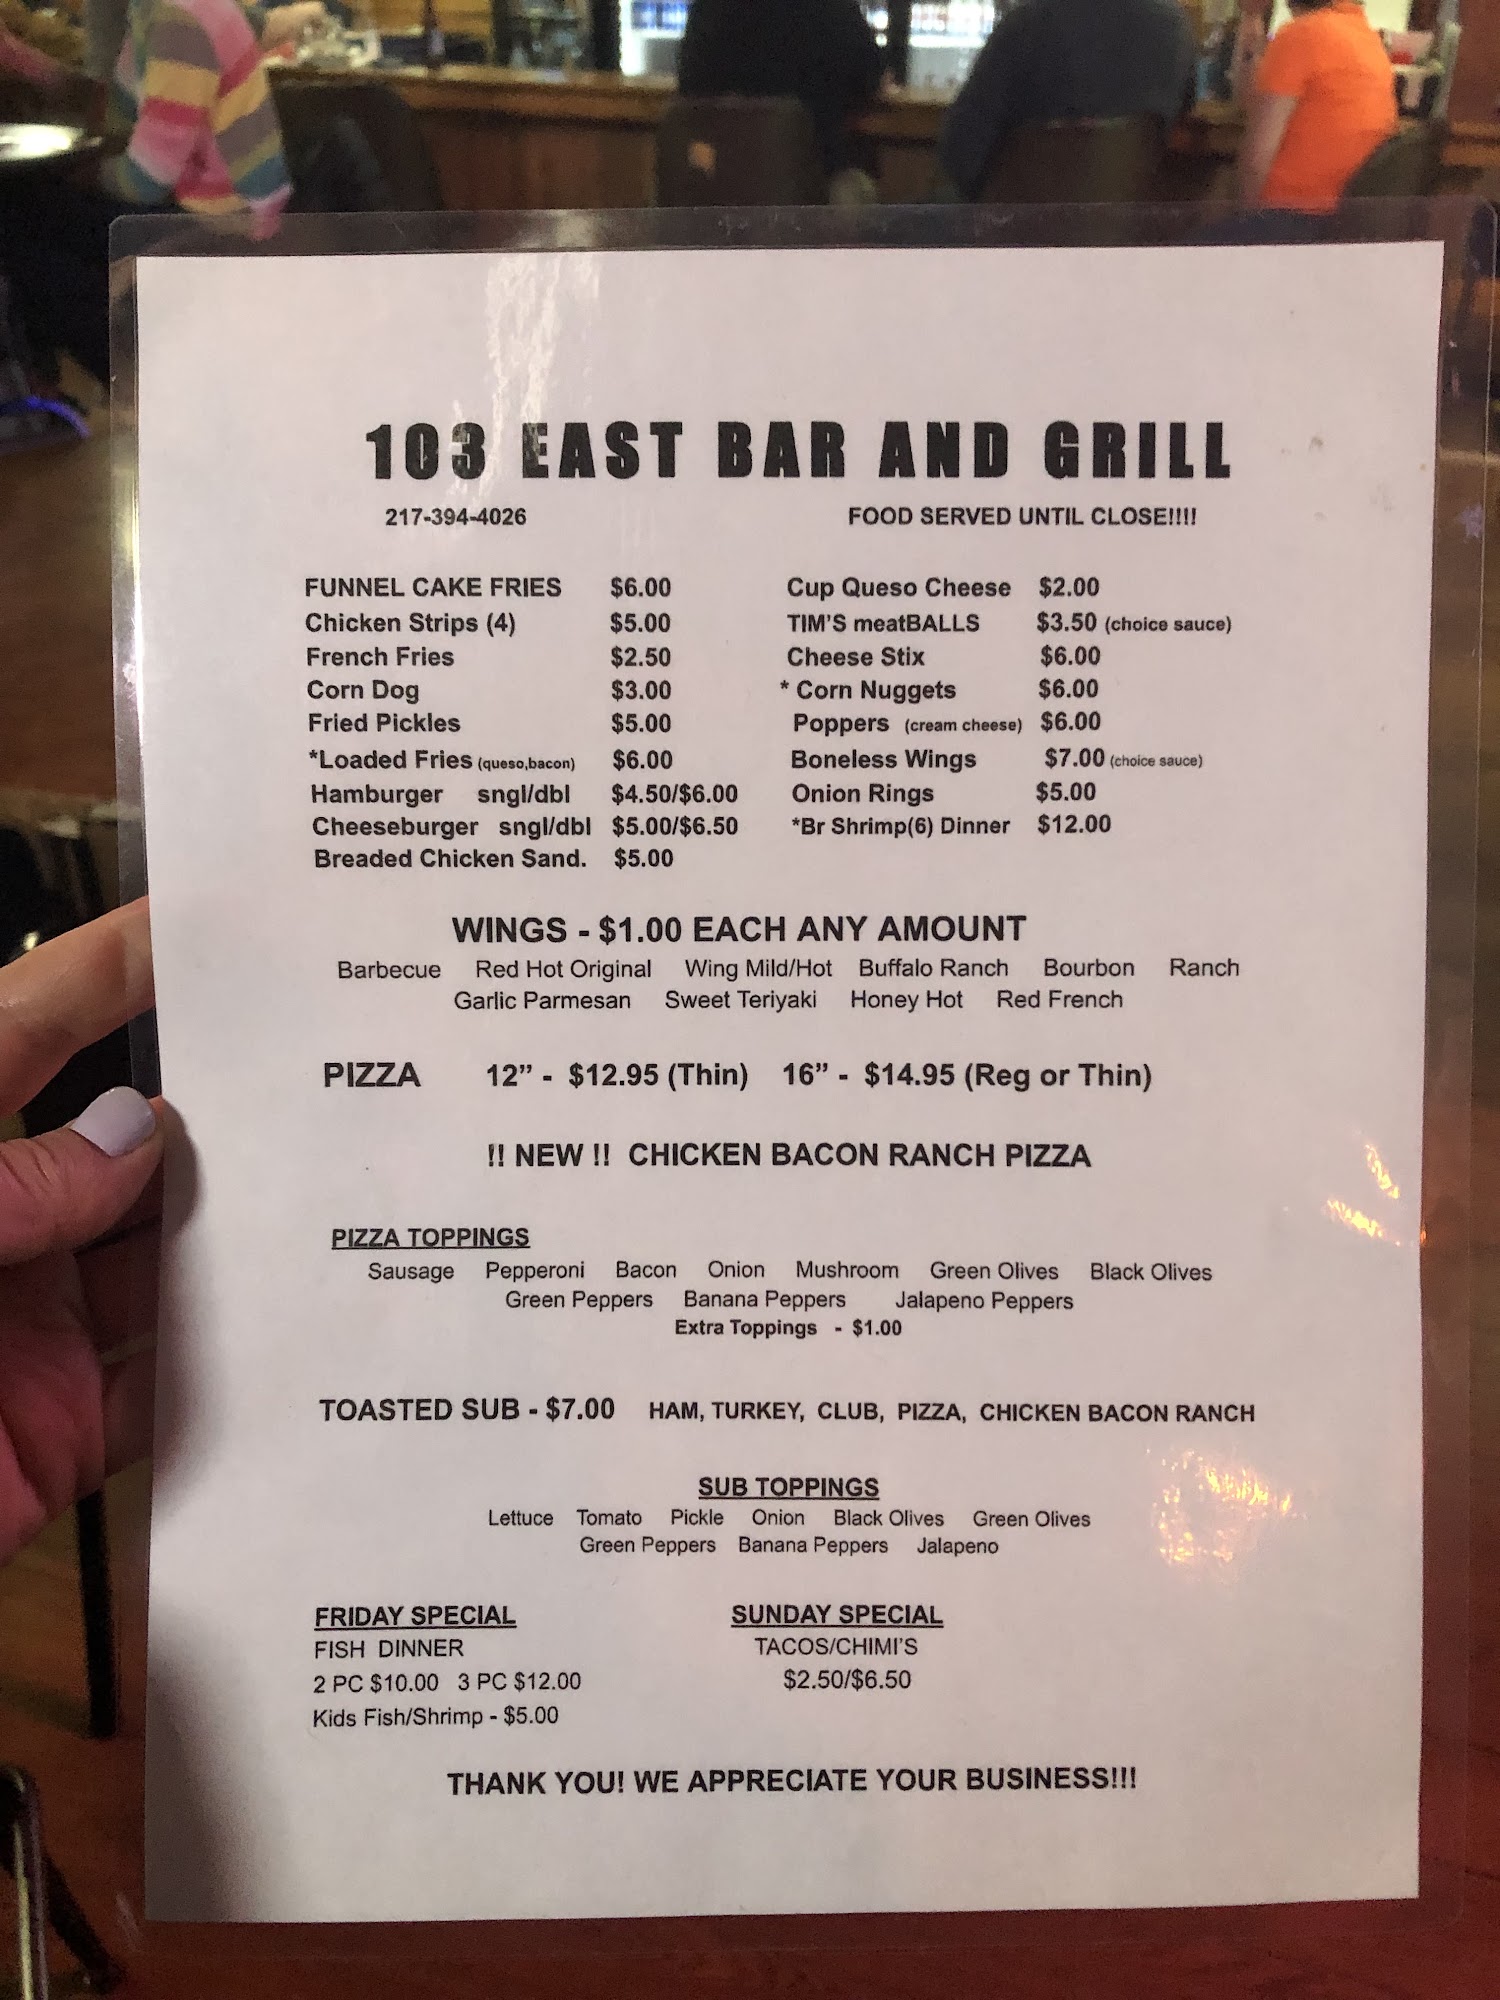 103 EAST BAR AND GRILL
217-394-4026 FOOD SERVED UNTIL CLOSE!!!!
FUNNEL CAKE FRIES $6.00 Cup Queso Cheese $2.00
Chicken Strips (4) $5.00 TIM'S meatBALLS $3.50 (choice sauce)
French Fries $2.50 Cheese Stix $6.00
Corn Dog $3.00 * Corn Nuggets $6.00
Fried Pickles $5.00 Poppers (cream cheese) $6.00
*Loaded Fries (queso,bacon) $6.00 Boneless Wings $7.00 (choice sauce)
Hamburger sngl/dbl $4.50/$6.00 Onion Rings $5.00
Cheeseburger sngl/dbl $5.00/$6.50 *Br Shrimp(6) Dinner $12.00
Breaded Chicken Sand. $5.00
WINGS - $1.00 EACH ANY AMOUNT
Barbecue Red Hot Original Wing Mild/Hot Buffalo Ranch Bourbon Ranch
Garlic Parmesan Sweet Teriyaki Honey Hot Red French
PIZZA 12” - $12.95 (Thin) 16” - $14.95 (Reg or Thin)
!! NEW !! CHICKEN BACON RANCH PIZZA
PIZZA TOPPINGS
Sausage Pepperoni Bacon Onion Mushroom Green Olives Black Olives
Green Peppers Banana Peppers Jalapeno Peppers
Extra Toppings - $1.00
TOASTED SUB - $7.00 HAM, TURKEY, CLUB, PIZZA, CHICKEN BACON RANCH
SUB TOPPINGS
Lettuce Tomato Pickle Onion Black Olives Green Olives
Green Peppers Banana Peppers Jalapeno
FRIDAY SPECIAL SUNDAY SPECIAL
FISH DINNER TACOS/CHIMI'S
2 PC $10.00 3 PC $12.00 $2.50/$6.50
Kids Fish/Shrimp - $5.00
THANK YOU! WE APPRECIATE YOUR BUSINESS!!!